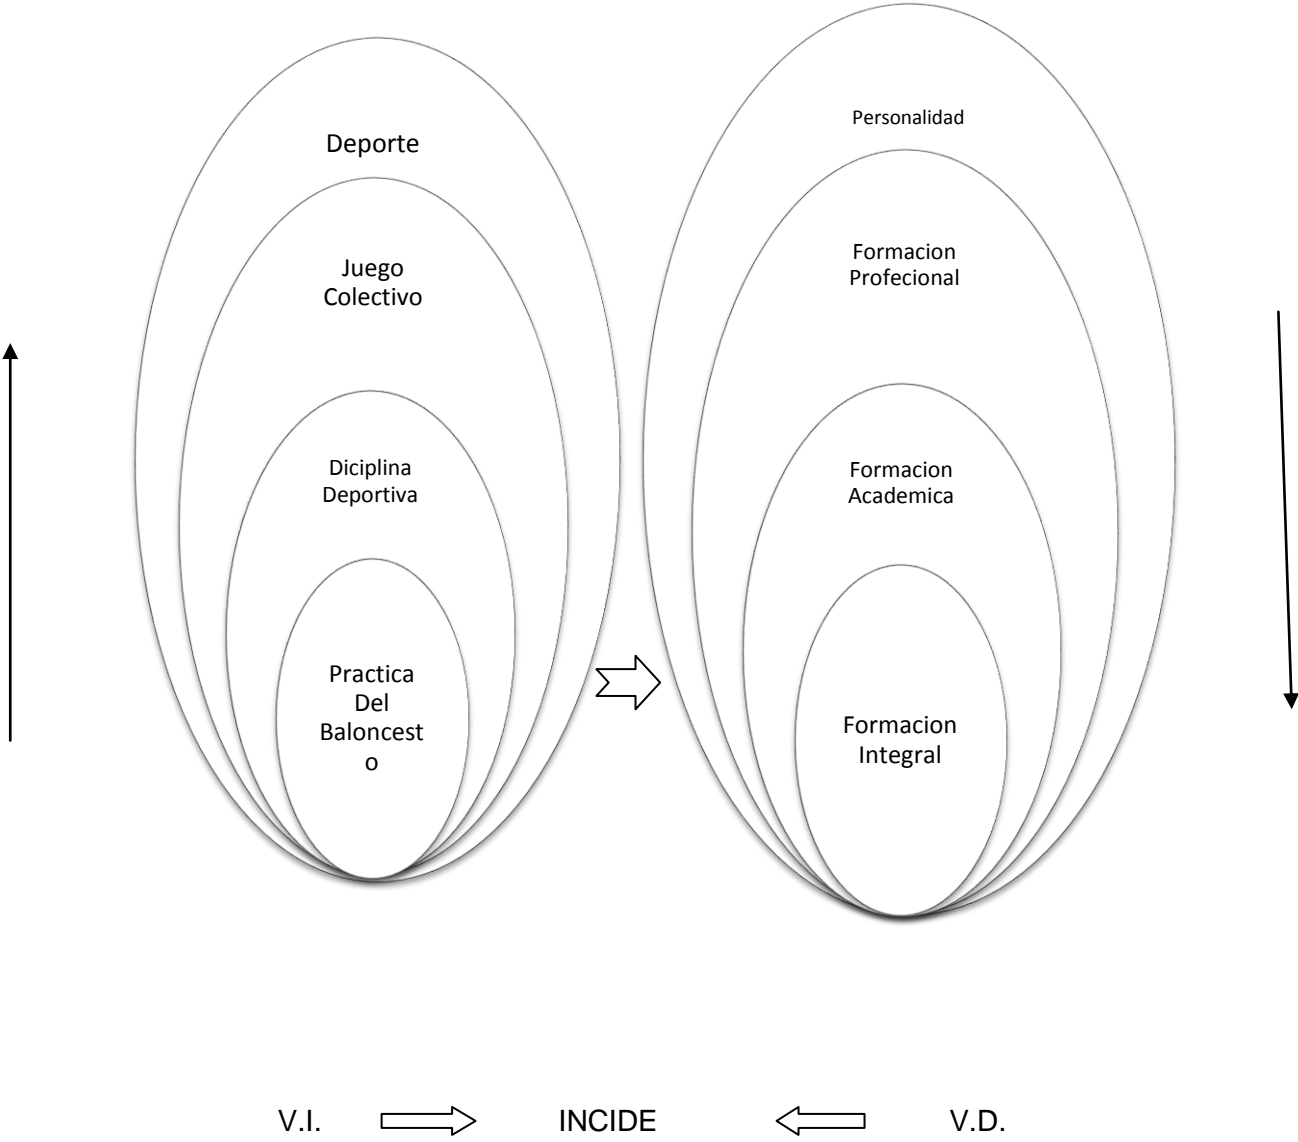 Deporte
Juego
Colectivo
Diciplina
Deportiva
Practica
Del
Baloncest
o
Personalidad
Formacion
Profecional
Formacion
Academica
Formacion
Integral
V.I.
INCIDE
V.D.